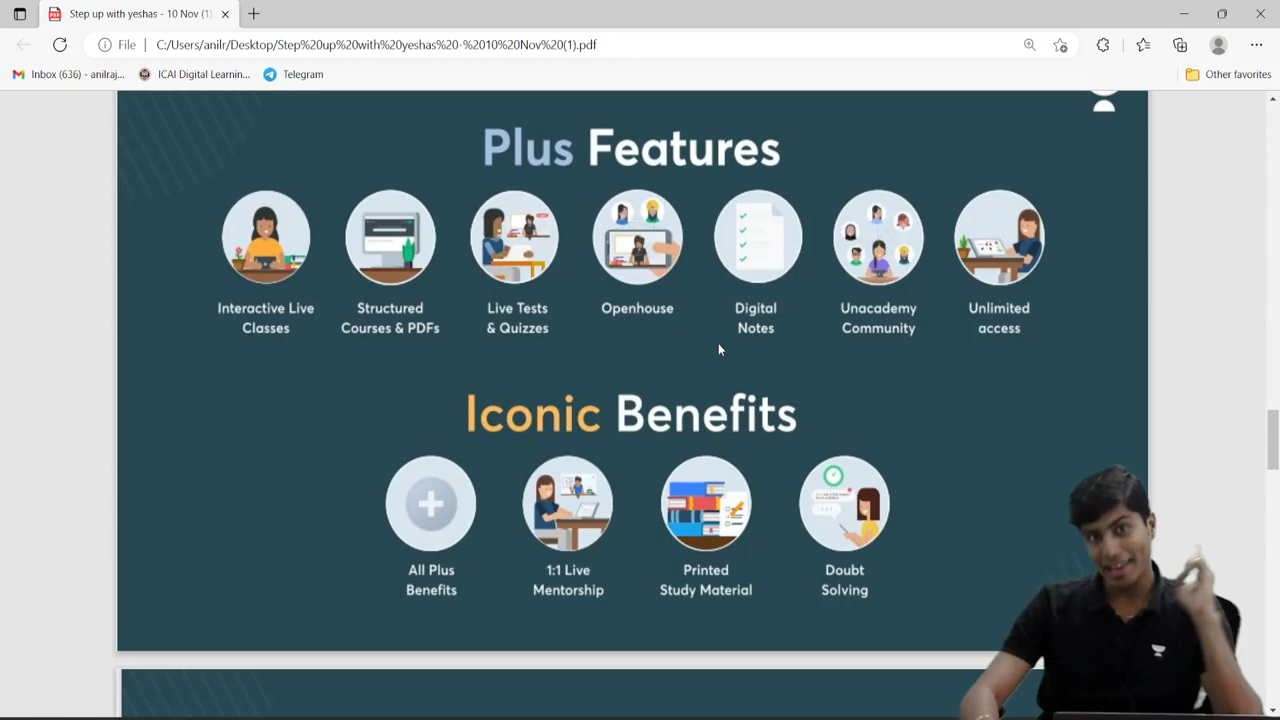 Step up with yeshas - 10 Nov (1)
File
C:/Users/anilr/Desktop/Step%20up%20with%20yeshas%20-%2010%20Nov%20(1).pdf
Inbox (636) - anilraj...
ICAI Digital Learnin...
Telegram
Other favorites
Plus Features
Interactive Live
Classes
Structured
Courses & PDFs
Live Tests
& Quizzes
Openhouse
Digital
Notes
Unacademy
Community
Unlimited
access
Iconic Benefits
All Plus
Benefits
1:1 Live
Mentorship
Printed
Study Material
Doubt
Solving